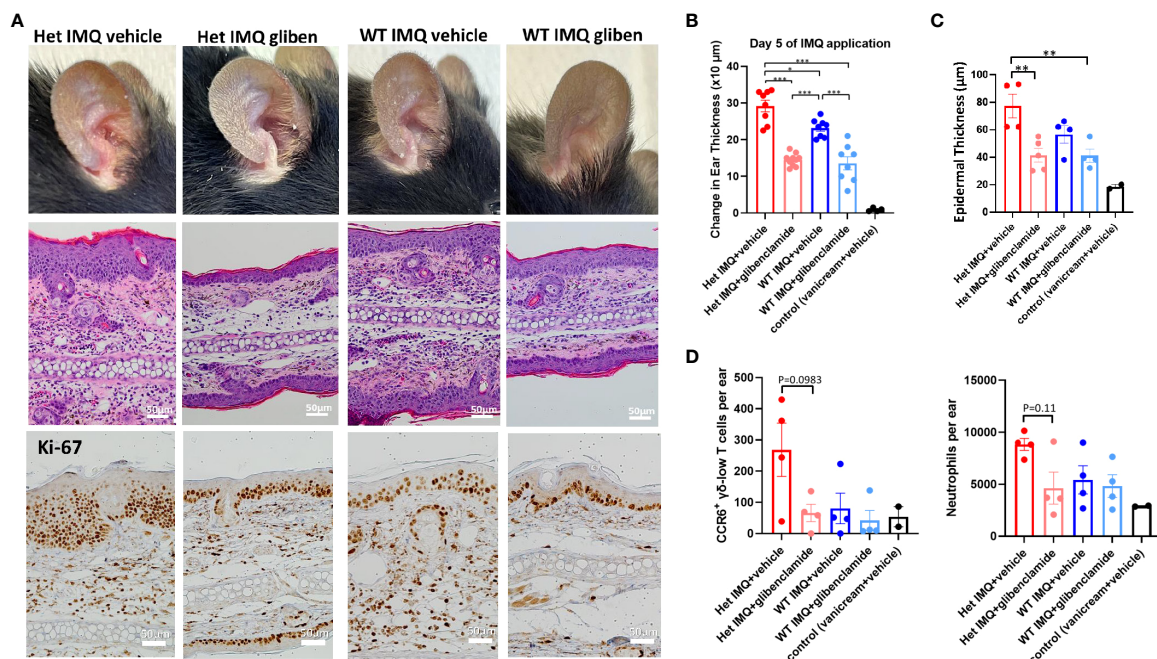 A
Het IMQ vehicle
Het IMQ gliben
WT IMQ vehicle
WT IMQ gliben
50µm
50µm
50µm
50µm
Ki-67
50µm
50µm
50µm
50µm
B
Day 5 of IMQ application
Change in Ear Thickness (x10 µm)
40
30
20
10
0
***
*
***
***
***
Het IMQ+vehicle
Het IMQ+glibenclamide
WT IMQ+vehicle
WT IMQ+glibenclamide
control (vanicream+vehicle)
C
Epidermal Thickness (µm)
100
80
60
40
20
0
**
**
Het IMQ+vehicle
Het IMQ+glibenclamide
WT IMQ+vehicle
WT IMQ+glibenclamide
control (vanicream+vehicle)
D
CCR6⁺ γδ-low T cells per ear
500
400
300
200
100
0
P=0.0983
Het IMQ+vehicle
Het IMQ+glibenclamide
WT IMQ+vehicle
WT IMQ+glibenclamide
control (vanicream+vehicle)
Neutrophils per ear
15000
10000
5000
0
P=0.11
Het IMQ+vehicle
Het IMQ+glibenclamide
WT IMQ+vehicle
WT IMQ+glibenclamide
control (vanicream+vehicle)